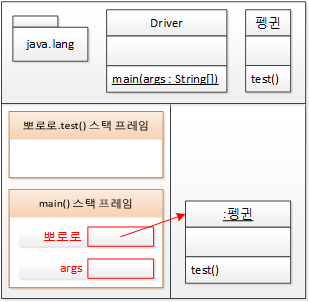 java.lang
Driver
main(args : String[])
펭귄
test()
뽀로로.test() 스택 프레임
main() 스택 프레임
뽀로로
args
:펭귄
test()